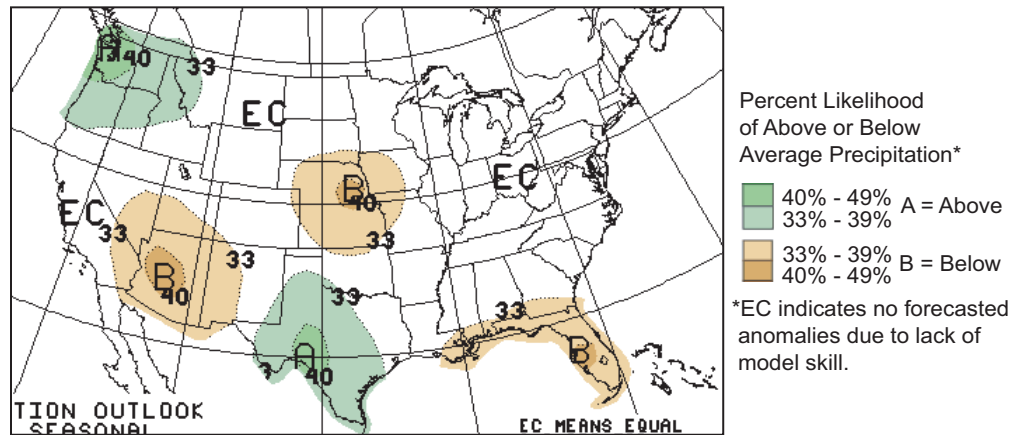 A
40
33
EC
B
40
EC
EC
33
33
B
40
33
33
33
A
40
B
TION OUTLOOK
SEASONAL
EC MEANS EQUAL
Percent Likelihood
of Above or Below
Average Precipitation*
40% - 49%
33% - 39%
A = Above
33% - 39%
40% - 49%
B = Below
*EC indicates no forecasted
anomalies due to lack of
model skill.